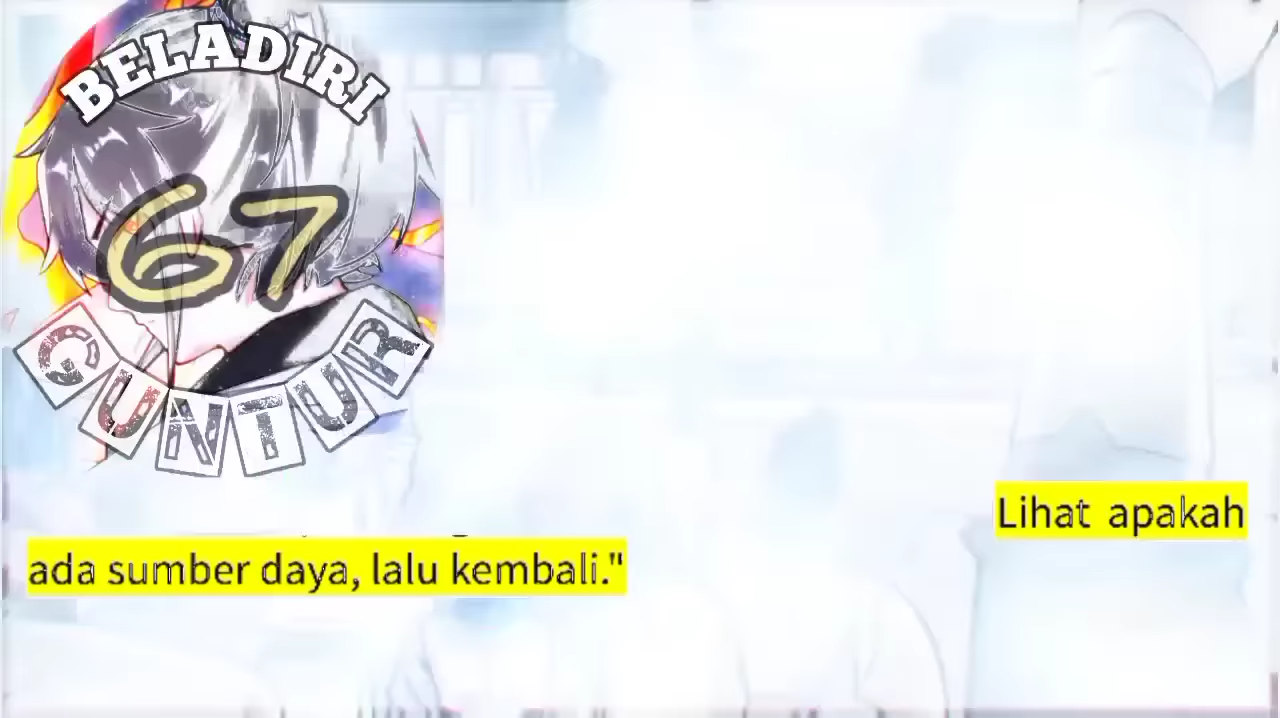 BELADIRI
67
GUNTUR
Lihat apakah
ada sumber daya, lalu kembali."